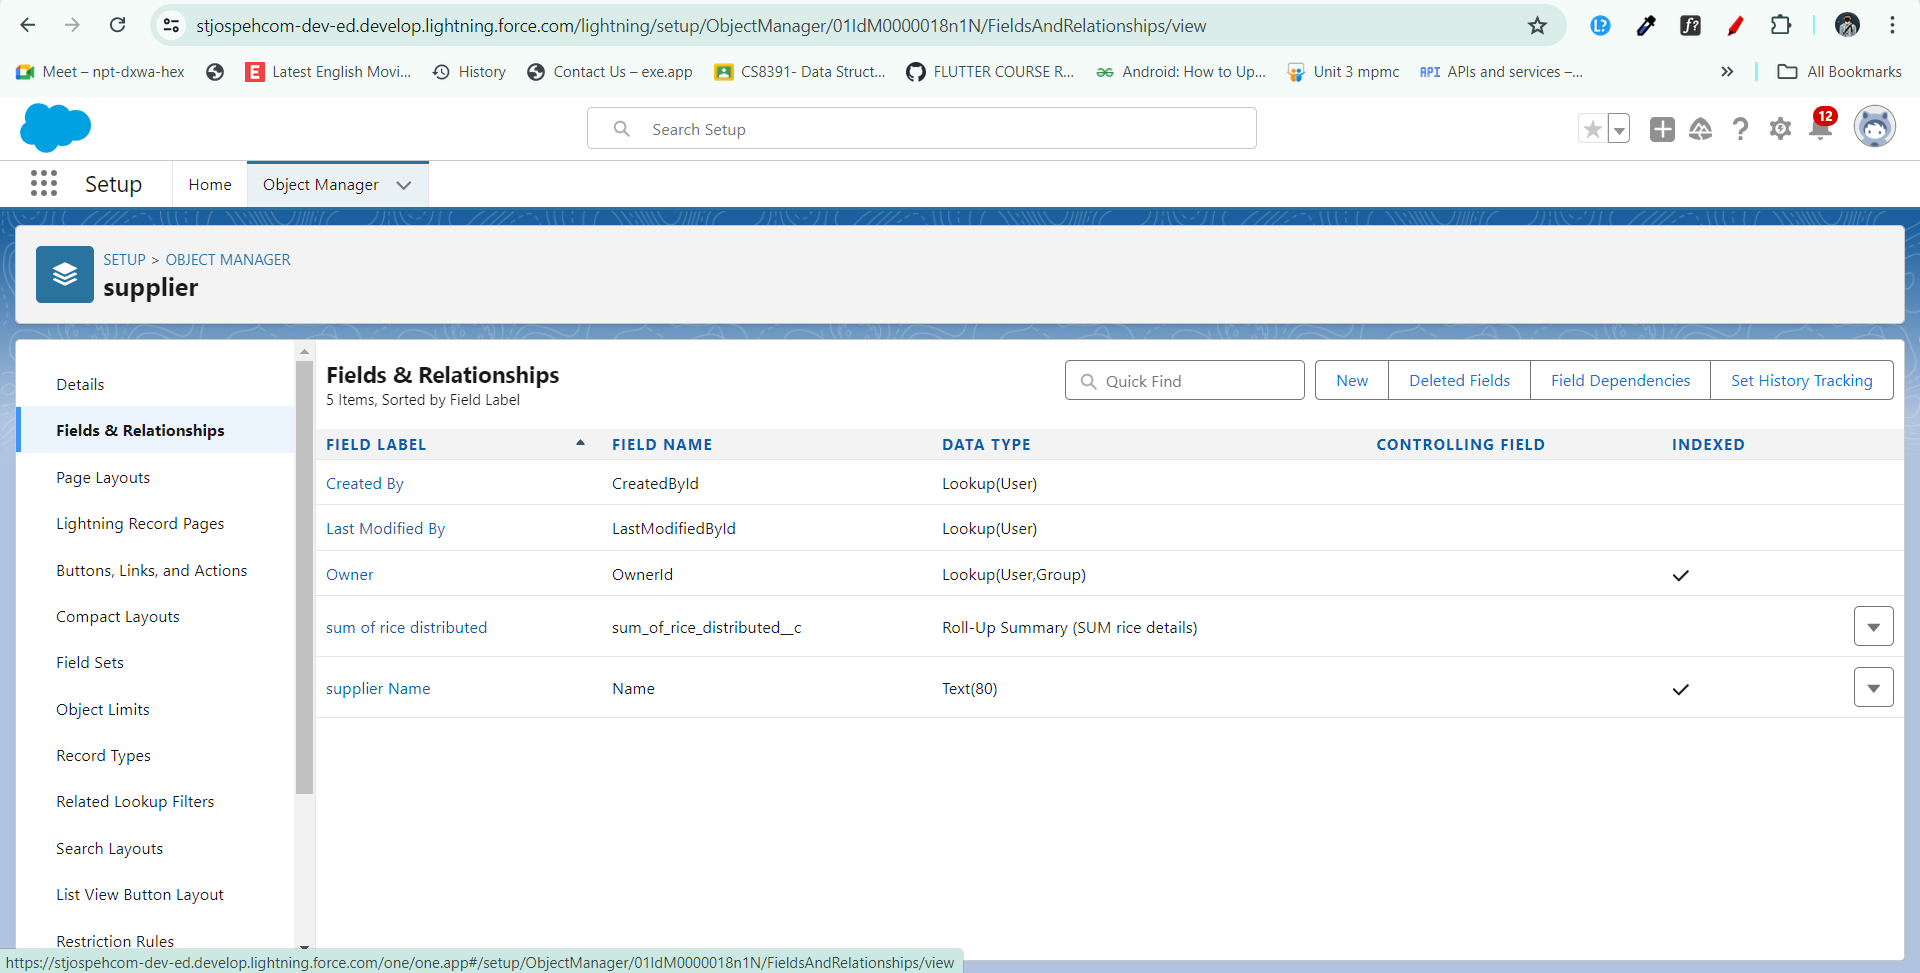 stjospehcom-dev-ed.develop.lightning.force.com/lightning/setup/ObjectManager/01IdM0000018n1N/FieldsAndRelationships/view
Meet – npt-dxwa-hex E Latest English Movi... History Contact Us – exe.app CS8391- Data Struct... FLUTTER COURSE R... Android: How to Up... Unit 3 mpmc API APIs and services –... » All Bookmarks
Search Setup 12
Setup Home Object Manager
SETUP > OBJECT MANAGER
supplier
Details
Fields & Relationships
Page Layouts
Lightning Record Pages
Buttons, Links, and Actions
Compact Layouts
Field Sets
Object Limits
Record Types
Related Lookup Filters
Search Layouts
List View Button Layout
Restriction Rules
Fields & Relationships
5 Items, Sorted by Field Label
Quick Find New Deleted Fields Field Dependencies Set History Tracking
FIELD LABEL FIELD NAME DATA TYPE CONTROLLING FIELD INDEXED
Created By CreatedById Lookup(User)
Last Modified By LastModifiedById Lookup(User)
Owner OwnerId Lookup(User,Group)
sum of rice distributed sum_of_rice_distributed__c Roll-Up Summary (SUM rice details)
supplier Name Name Text(80)
https://stjospehcom-dev-ed.develop.lightning.force.com/one/one.app#/setup/ObjectManager/01IdM0000018n1N/FieldsAndRelationships/view